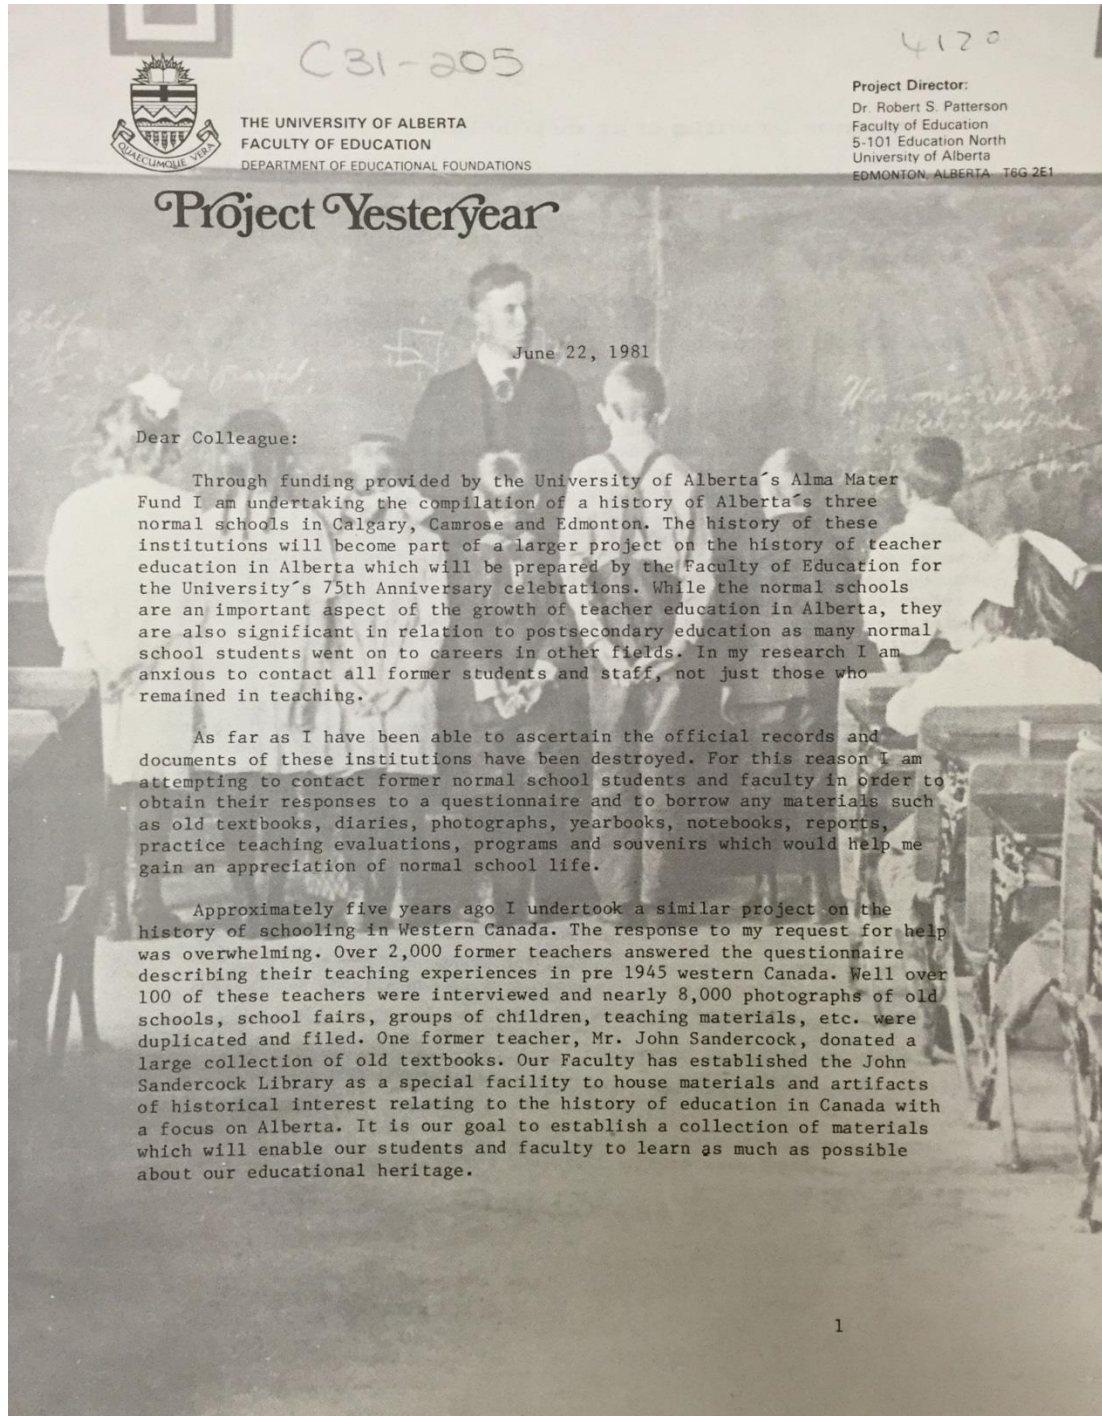 C31-205
4120
Project Director:
Dr. Robert S. Patterson
Faculty of Education
5-101 Education North
University of Alberta
EDMONTON, ALBERTA T6G 2E1
QUAECUMQUE VERA
THE UNIVERSITY OF ALBERTA
FACULTY OF EDUCATION
DEPARTMENT OF EDUCATIONAL FOUNDATIONS
Project Yesteryear
June 22, 1981
Dear Colleague:
Through funding provided by the University of Alberta´s Alma Mater
Fund I am undertaking the compilation of a history of Alberta´s three
normal schools in Calgary, Camrose and Edmonton. The history of these
institutions will become part of a larger project on the history of teacher
education in Alberta which will be prepared by the Faculty of Education for
the University´s 75th Anniversary celebrations. While the normal schools
are an important aspect of the growth of teacher education in Alberta, they
are also significant in relation to postsecondary education as many normal
school students went on to careers in other fields. In my research I am
anxious to contact all former students and staff, not just those who
remained in teaching.
As far as I have been able to ascertain the official records and
documents of these institutions have been destroyed. For this reason I am
attempting to contact former normal school students and faculty in order to
obtain their responses to a questionnaire and to borrow any materials such
as old textbooks, diaries, photographs, yearbooks, notebooks, reports,
practice teaching evaluations, programs and souvenirs which would help me
gain an appreciation of normal school life.
Approximately five years ago I undertook a similar project on the
history of schooling in Western Canada. The response to my request for help
was overwhelming. Over 2,000 former teachers answered the questionnaire
describing their teaching experiences in pre 1945 western Canada. Well over
100 of these teachers were interviewed and nearly 8,000 photographs of old
schools, school fairs, groups of children, teaching materials, etc. were
duplicated and filed. One former teacher, Mr. John Sandercock, donated a
large collection of old textbooks. Our Faculty has established the John
Sandercock Library as a special facility to house materials and artifacts
of historical interest relating to the history of education in Canada with
a focus on Alberta. It is our goal to establish a collection of materials
which will enable our students and faculty to learn as much as possible
about our educational heritage.
1